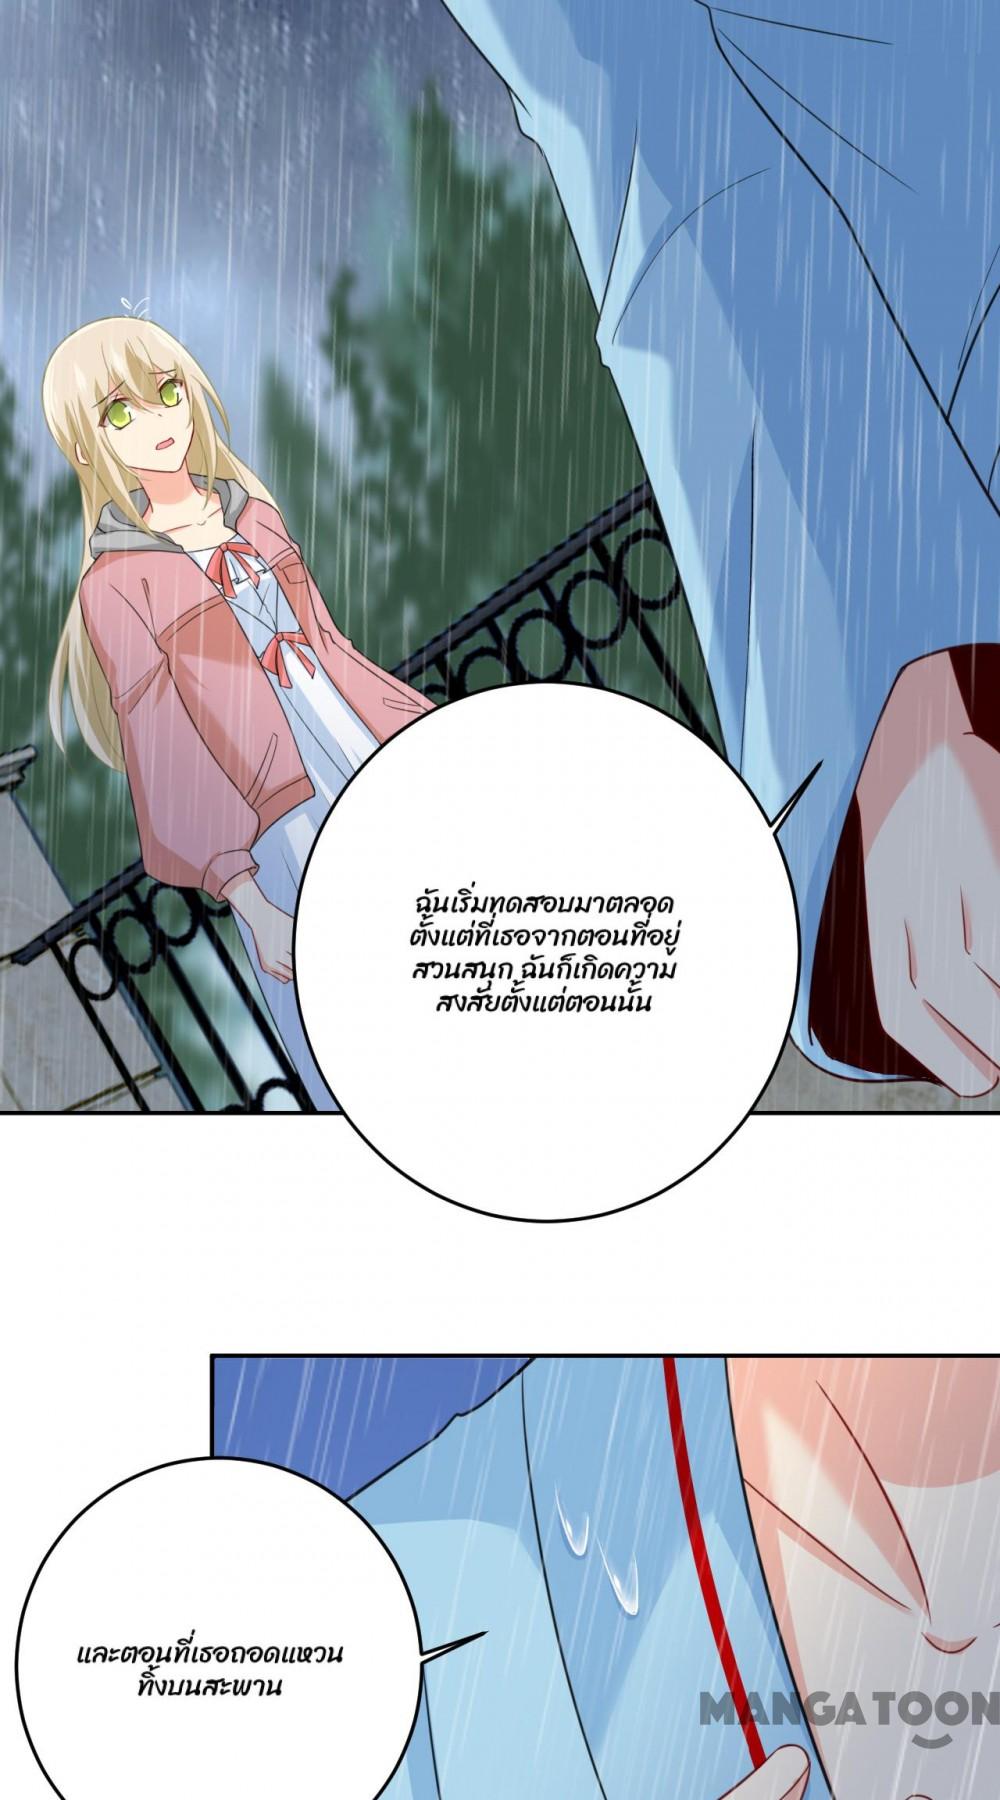 ฉันเริ่มทดสอบมาตลอด
ตั้งแต่ที่เธอจากตอนที่อยู่
สวนสนุก ฉันก็เกิดความ
สงสัยตั้งแต่ตอนนั้น
และตอนที่เธอถอดแหวน
ทิ้งบนสะพาน
MANGATOON